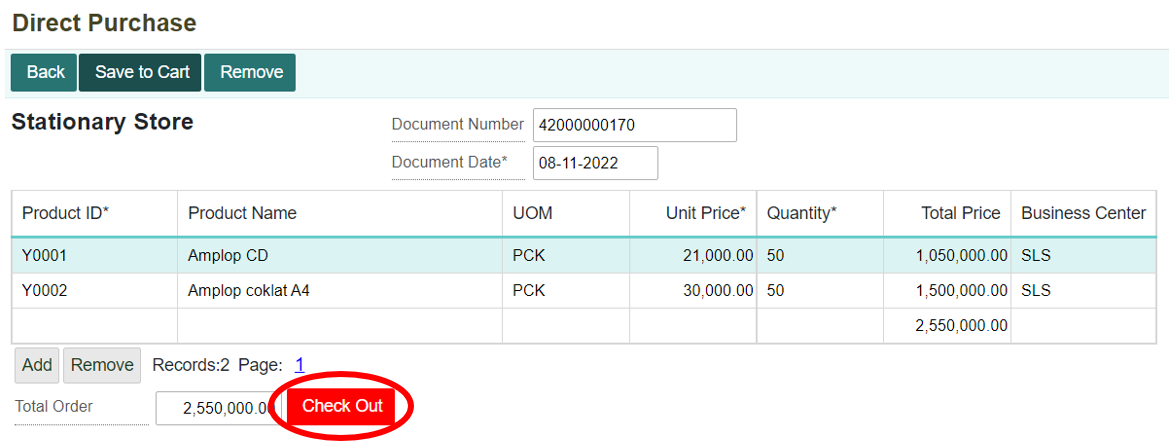 Direct Purchase
Back Save to Cart Remove
Stationary Store
Document Number 42000000170
Document Date* 08-11-2022
Product ID* Product Name UOM Unit Price* Quantity* Total Price Business Center
Y0001 Amplop CD PCK 21,000.00 50 1,050,000.00 SLS
Y0002 Amplop coklat A4 PCK 30,000.00 50 1,500,000.00 SLS
2,550,000.00
Add Remove Records:2 Page: 1
Total Order 2,550,000.00 Check Out